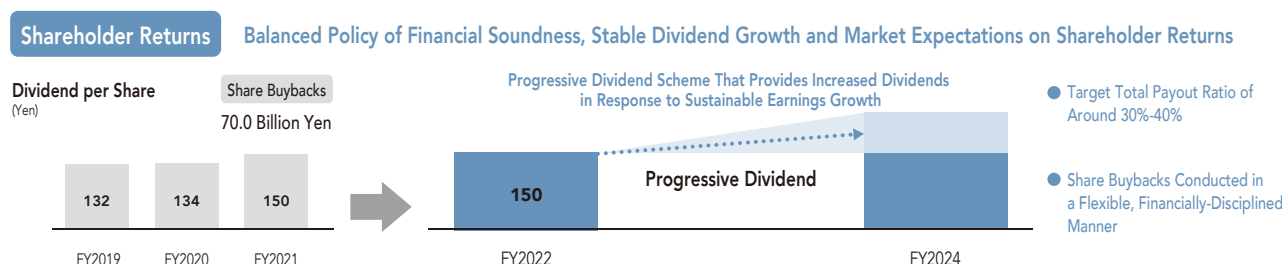 Shareholder Returns
Balanced Policy of Financial Soundness, Stable Dividend Growth and Market Expectations on Shareholder Returns
Dividend per Share
(Yen)
Share Buybacks
70.0 Billion Yen
132
134
150
FY2019
FY2020
FY2021
Progressive Dividend Scheme That Provides Increased Dividends
in Response to Sustainable Earnings Growth
150
Progressive Dividend
FY2022
FY2024
● Target Total Payout Ratio of
Around 30%-40%
● Share Buybacks Conducted in
a Flexible, Financially-Disciplined
Manner